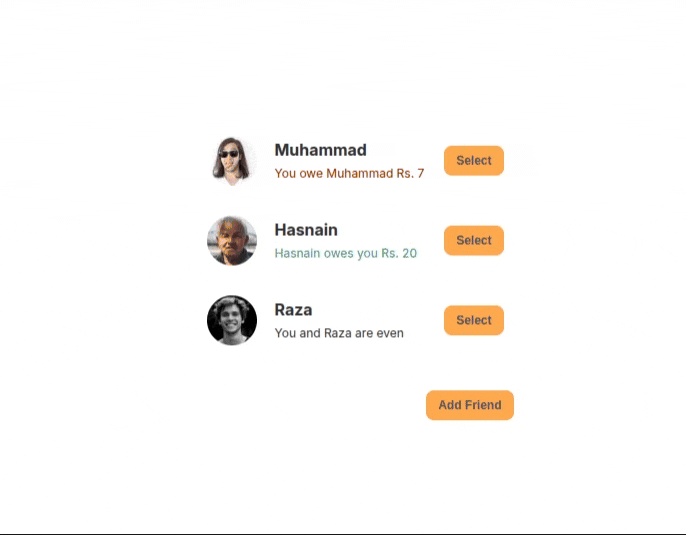 Muhammad
You owe Muhammad Rs. 7
Select
Hasnain
Hasnain owes you Rs. 20
Select
Raza
You and Raza are even
Select
Add Friend